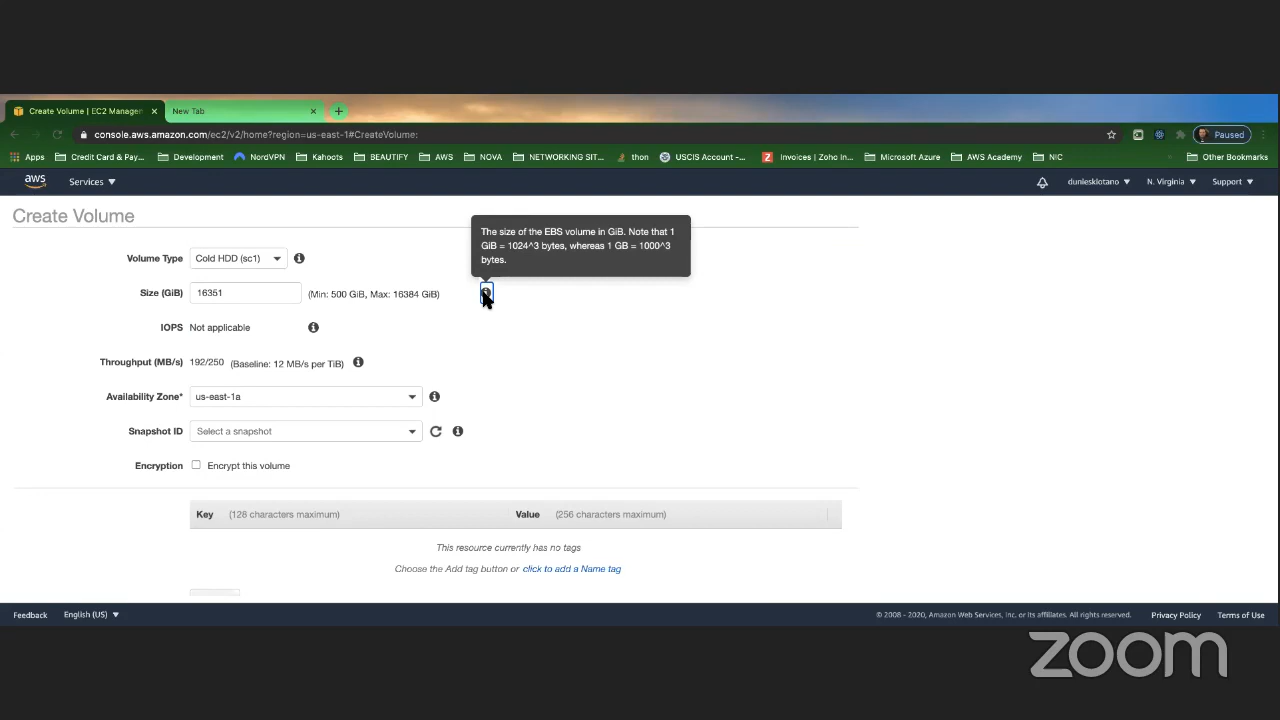 Create Volume | EC2 Managen
New Tab
console.aws.amazon.com/ec2/v2/home?region=us-east-1#CreateVolume:
Paused
Apps
Credit Card & Pay...
Development
NordVPN
Kahoots
BEAUTIFY
AWS
NOVA
NETWORKING SIT...
thon
USCIS Account -...
Invoices | Zoho In...
Microsoft Azure
AWS Academy
NIC
Other Bookmarks
aws
Services
dunieskiotano
N. Virginia
Support
Create Volume
The size of the EBS volume in GiB. Note that 1
GiB = 1024^3 bytes, whereas 1 GB = 1000^3
bytes.
Volume Type Cold HDD (sc1)
Size (GiB) 16351 (Min: 500 GiB, Max: 16384 GiB)
IOPS Not applicable
Throughput (MB/s) 192/250 (Baseline: 12 MB/s per TiB)
Availability Zone* us-east-1a
Snapshot ID Select a snapshot
Encryption Encrypt this volume
Key (128 characters maximum) Value (256 characters maximum)
This resource currently has no tags
Choose the Add tag button or click to add a Name tag
Feedback English (US) © 2008 - 2020, Amazon Web Services, Inc. or its affiliates. All rights reserved. Privacy Policy Terms of Use
zoom